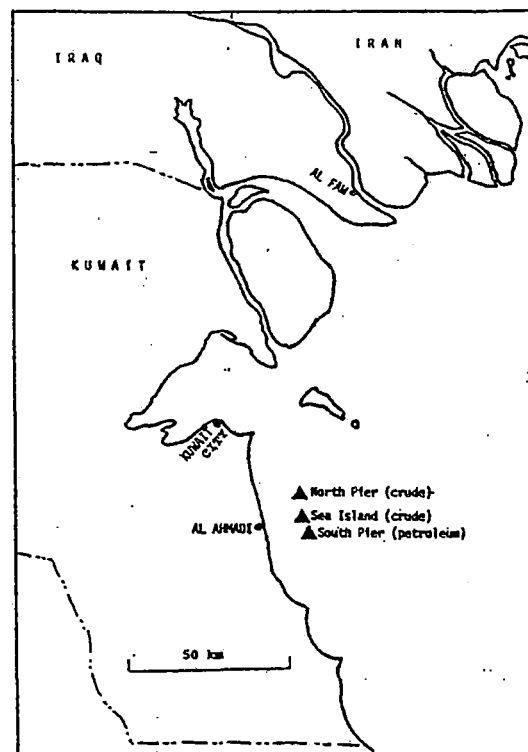 IRAQ
IRAN
AL FAW
KUWAIT
KUWAIT
CITY
North Pier (crude)
Sea Island (crude)
AL AHMADI
South Pier (petroleum)
50 km